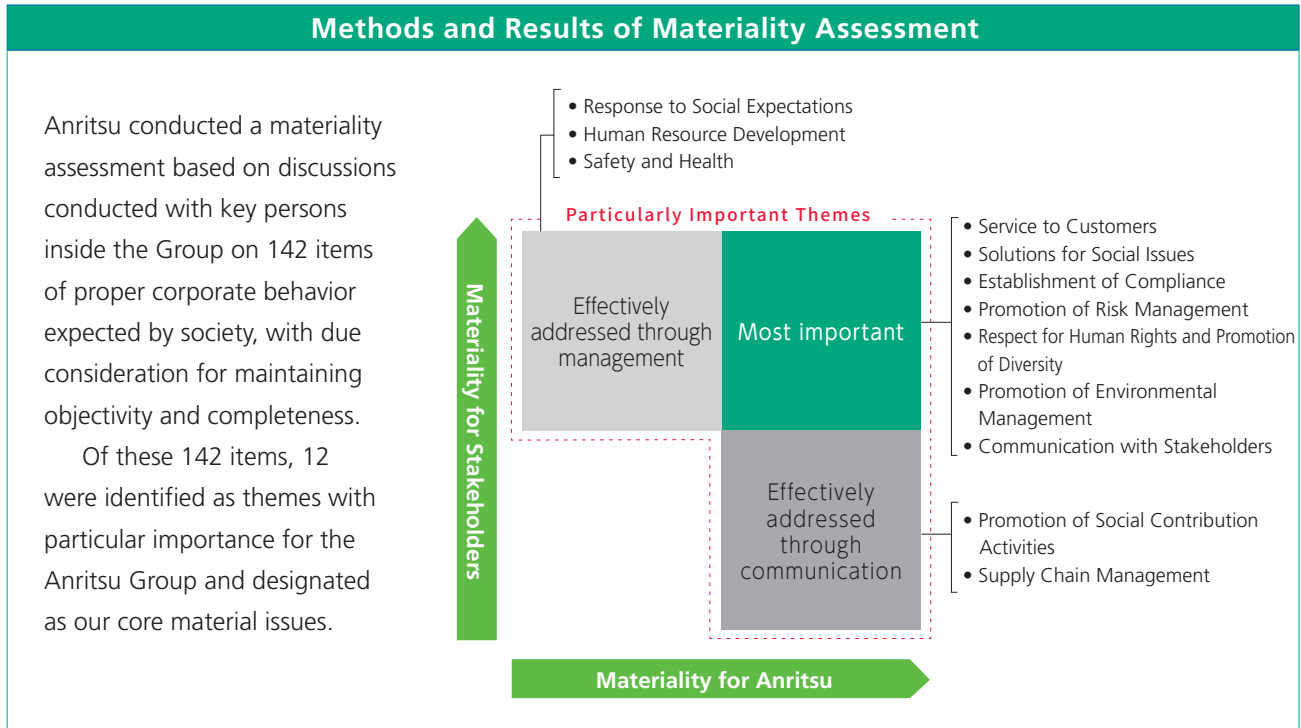 Methods and Results of Materiality Assessment
Anritsu conducted a materiality
assessment based on discussions
conducted with key persons
inside the Group on 142 items
of proper corporate behavior
expected by society, with due
consideration for maintaining
objectivity and completeness.
Of these 142 items, 12
were identified as themes with
particular importance for the
Anritsu Group and designated
as our core material issues.
• Response to Social Expectations
• Human Resource Development
• Safety and Health
Particularly Important Themes
Materiality for Stakeholders
Effectively
addressed through
management
Most important
• Service to Customers
• Solutions for Social Issues
• Establishment of Compliance
• Promotion of Risk Management
• Respect for Human Rights and Promotion
of Diversity
• Promotion of Environmental
Management
• Communication with Stakeholders
Effectively
addressed
through
communication
• Promotion of Social Contribution
Activities
• Supply Chain Management
Materiality for Anritsu